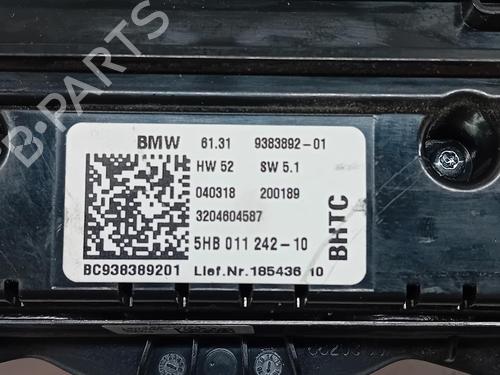 BMW 61.31 9383892-01
HW 52 SW 5.1
040318 200189
3204604587
5HB 011 242-10
BC938389201 Lief.Nr.185436 10
BHTC
B-Parts